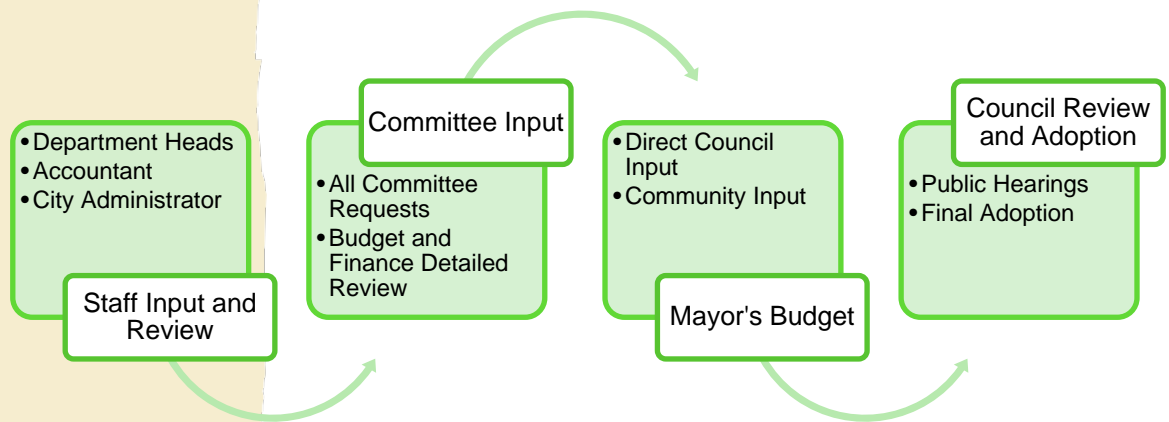 •Department Heads
•Accountant
•City Administrator
Staff Input and
Review
Committee Input
•All Committee
Requests
•Budget and
Finance Detailed
Review
•Direct Council
Input
•Community Input
Mayor's Budget
Council Review
and Adoption
•Public Hearings
•Final Adoption